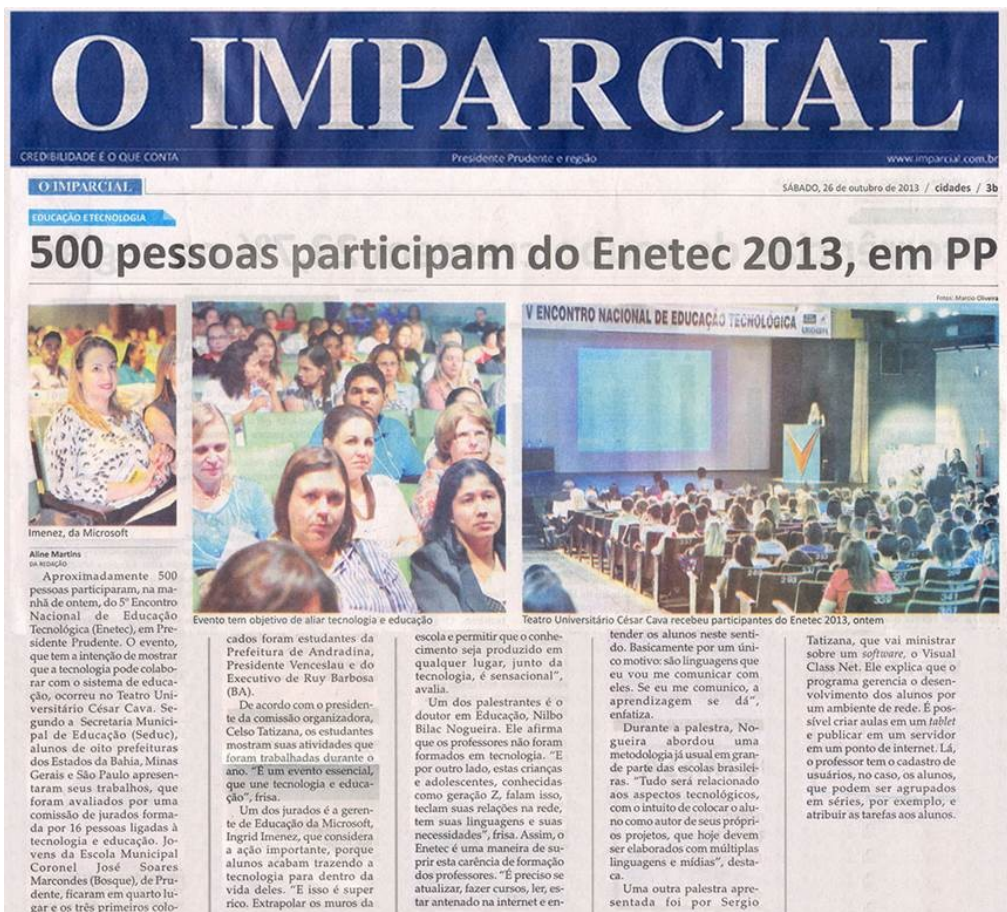 O IMPARCIAL
CREDIBILIDADE É O QUE CONTA
Presidente Prudente e região
www.imparcial.com.br
O IMPARCIAL
SÁBADO, 26 de outubro de 2013 / cidades / 3b
EDUCAÇÃO E TECNOLOGIA
500 pessoas participam do Enetec 2013, em PP
Fotos: Marcio Oliveira
V ENCONTRO NACIONAL DE EDUCAÇÃO TECNOLÓGICA
Imenez, da Microsoft
Evento tem objetivo de aliar tecnologia e educação
Teatro Universitário César Cava recebeu participantes do Enetec 2013, ontem
Aline Martins
DA REDAÇÃO
Aproximadamente 500
pessoas participaram, na ma-
nhã de ontem, do 5º Encontro
Nacional de Educação
Tecnológica (Enetec), em Pre-
sidente Prudente. O evento,
que tem a intenção de mostrar
que a tecnologia pode colabo-
rar com o sistema de educa-
ção, ocorreu no Teatro Uni-
versitário César Cava. Se-
gundo a Secretaria Munici-
pal de Educação (Seduc),
alunos de oito prefeituras
dos Estados da Bahia, Minas
Gerais e São Paulo apresen-
taram seus trabalhos, que
foram avaliados por uma
comissão de jurados forma-
da por 16 pessoas ligadas à
tecnologia e educação. Jo-
vens da Escola Municipal
Coronel José Soares
Marcondes (Bosque), de Pru-
dente, ficaram em quarto lu-
gar e os três primeiros colo-
cados foram estudantes da
Prefeitura de Andradina,
Presidente Venceslau e do
Executivo de Ruy Barbosa
(BA).
De acordo com o presiden-
te da comissão organizadora,
Celso Tatizana, os estudantes
mostram suas atividades que
foram trabalhadas durante o
ano. "É um evento essencial,
que une tecnologia e educa-
ção", frisa.
Um dos jurados é a geren-
te de Educação da Microsoft,
Ingrid Imenez, que considera
a ação importante, porque
alunos acabam trazendo a
tecnologia para dentro da
vida deles. "E isso é super
rico. Extrapolar os muros da
escola e permitir que o conhe-
cimento seja produzido em
qualquer lugar, junto da
tecnologia, é sensacional",
avalia.
Um dos palestrantes é o
doutor em Educação, Nilbo
Bilac Nogueira. Ele afirma
que os professores não foram
formados em tecnologia. "E
por outro lado, estas crianças
e adolescentes, conhecidas
como geração Z, falam isso,
teclam suas relações na rede,
tem suas linguagens e suas
necessidades", frisa. Assim, o
Enetec é uma maneira de su-
prir esta carência de formação
dos professores. "É preciso se
atualizar, fazer cursos, ler, es-
tar antenado na internet e en-
tender os alunos neste senti-
do. Basicamente por um úni-
co motivo: são linguagens que
eu vou me comunicar com
eles. Se eu me comunico, a
aprendizagem se dá",
enfatiza.
Durante a palestra, No-
gueira abordou uma
metodologia já usual em gran-
de parte das escolas brasilei-
ras. "Tudo será relacionado
aos aspectos tecnológicos,
com o intuito de colocar o alu-
no como autor de seus própri-
os projetos, que hoje devem
ser elaborados com múltiplas
linguagens e mídias", desta-
ca.
Uma outra palestra apre-
sentada foi por Sergio
Tatizana, que vai ministrar
sobre um software, o Visual
Class Net. Ele explica que o
programa gerencia o desen-
volvimento dos alunos por
um ambiente de rede. É pos-
sível criar aulas em um tablet
e publicar em um servidor
em um ponto de internet. Lá,
o professor tem o cadastro de
usuários, no caso, os alunos,
que podem ser agrupados
em séries, por exemplo, e
atribuir as tarefas aos alunos.